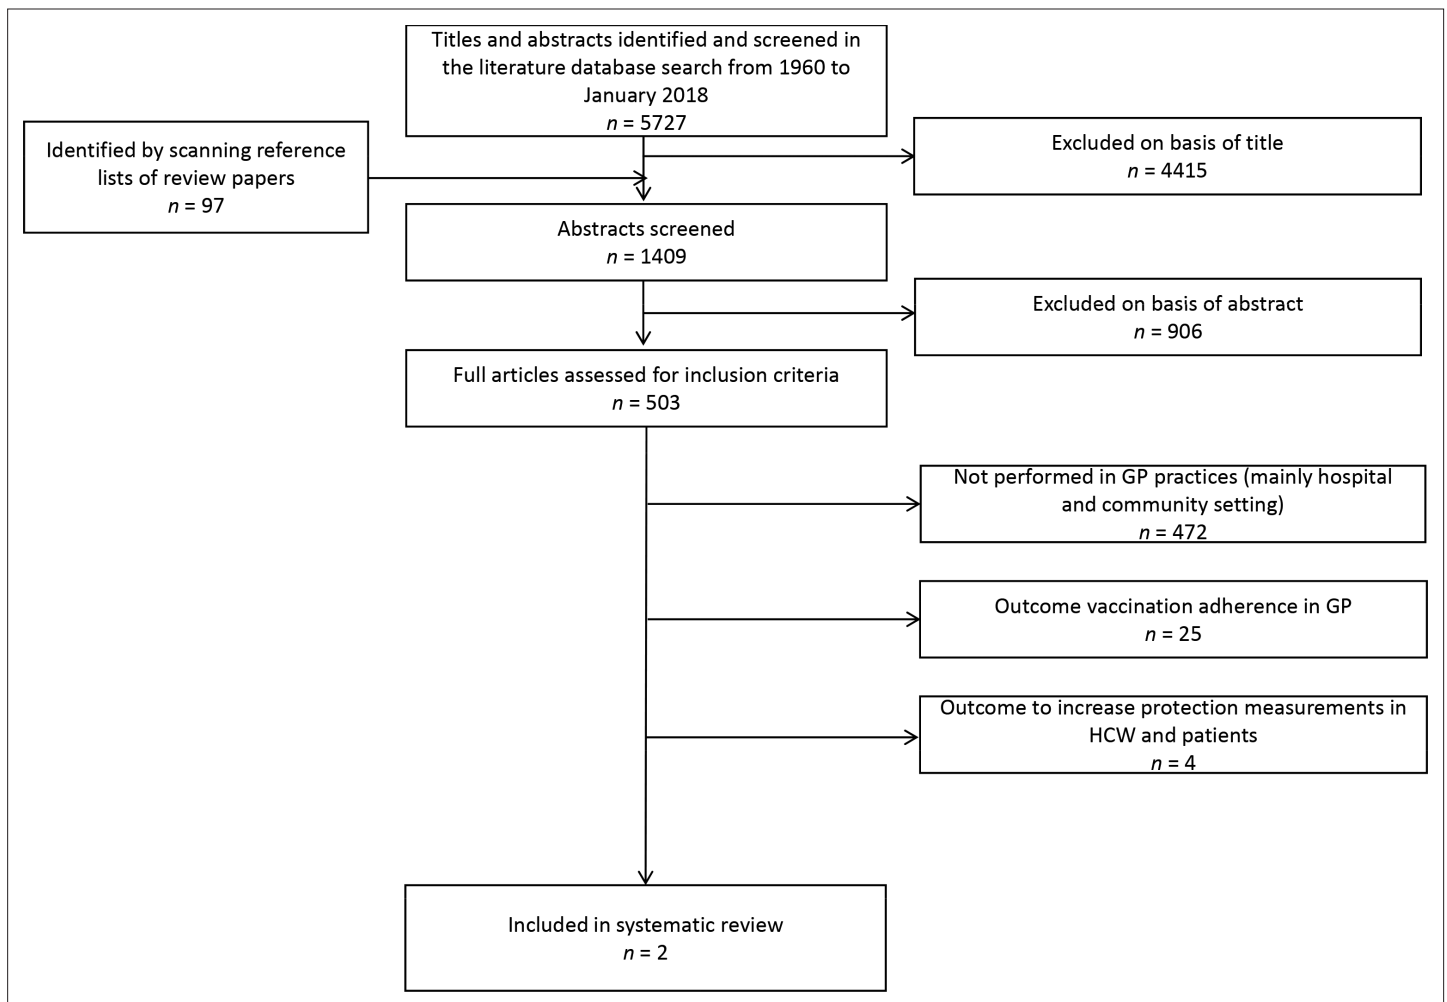 Titles and abstracts identified and screened in
the literature database search from 1960 to
January 2018
n = 5727
Identified by scanning reference
lists of review papers
n = 97
Excluded on basis of title
n = 4415
Abstracts screened
n = 1409
Excluded on basis of abstract
n = 906
Full articles assessed for inclusion criteria
n = 503
Not performed in GP practices (mainly hospital
and community setting)
n = 472
Outcome vaccination adherence in GP
n = 25
Outcome to increase protection measurements in
HCW and patients
n = 4
Included in systematic review
n = 2